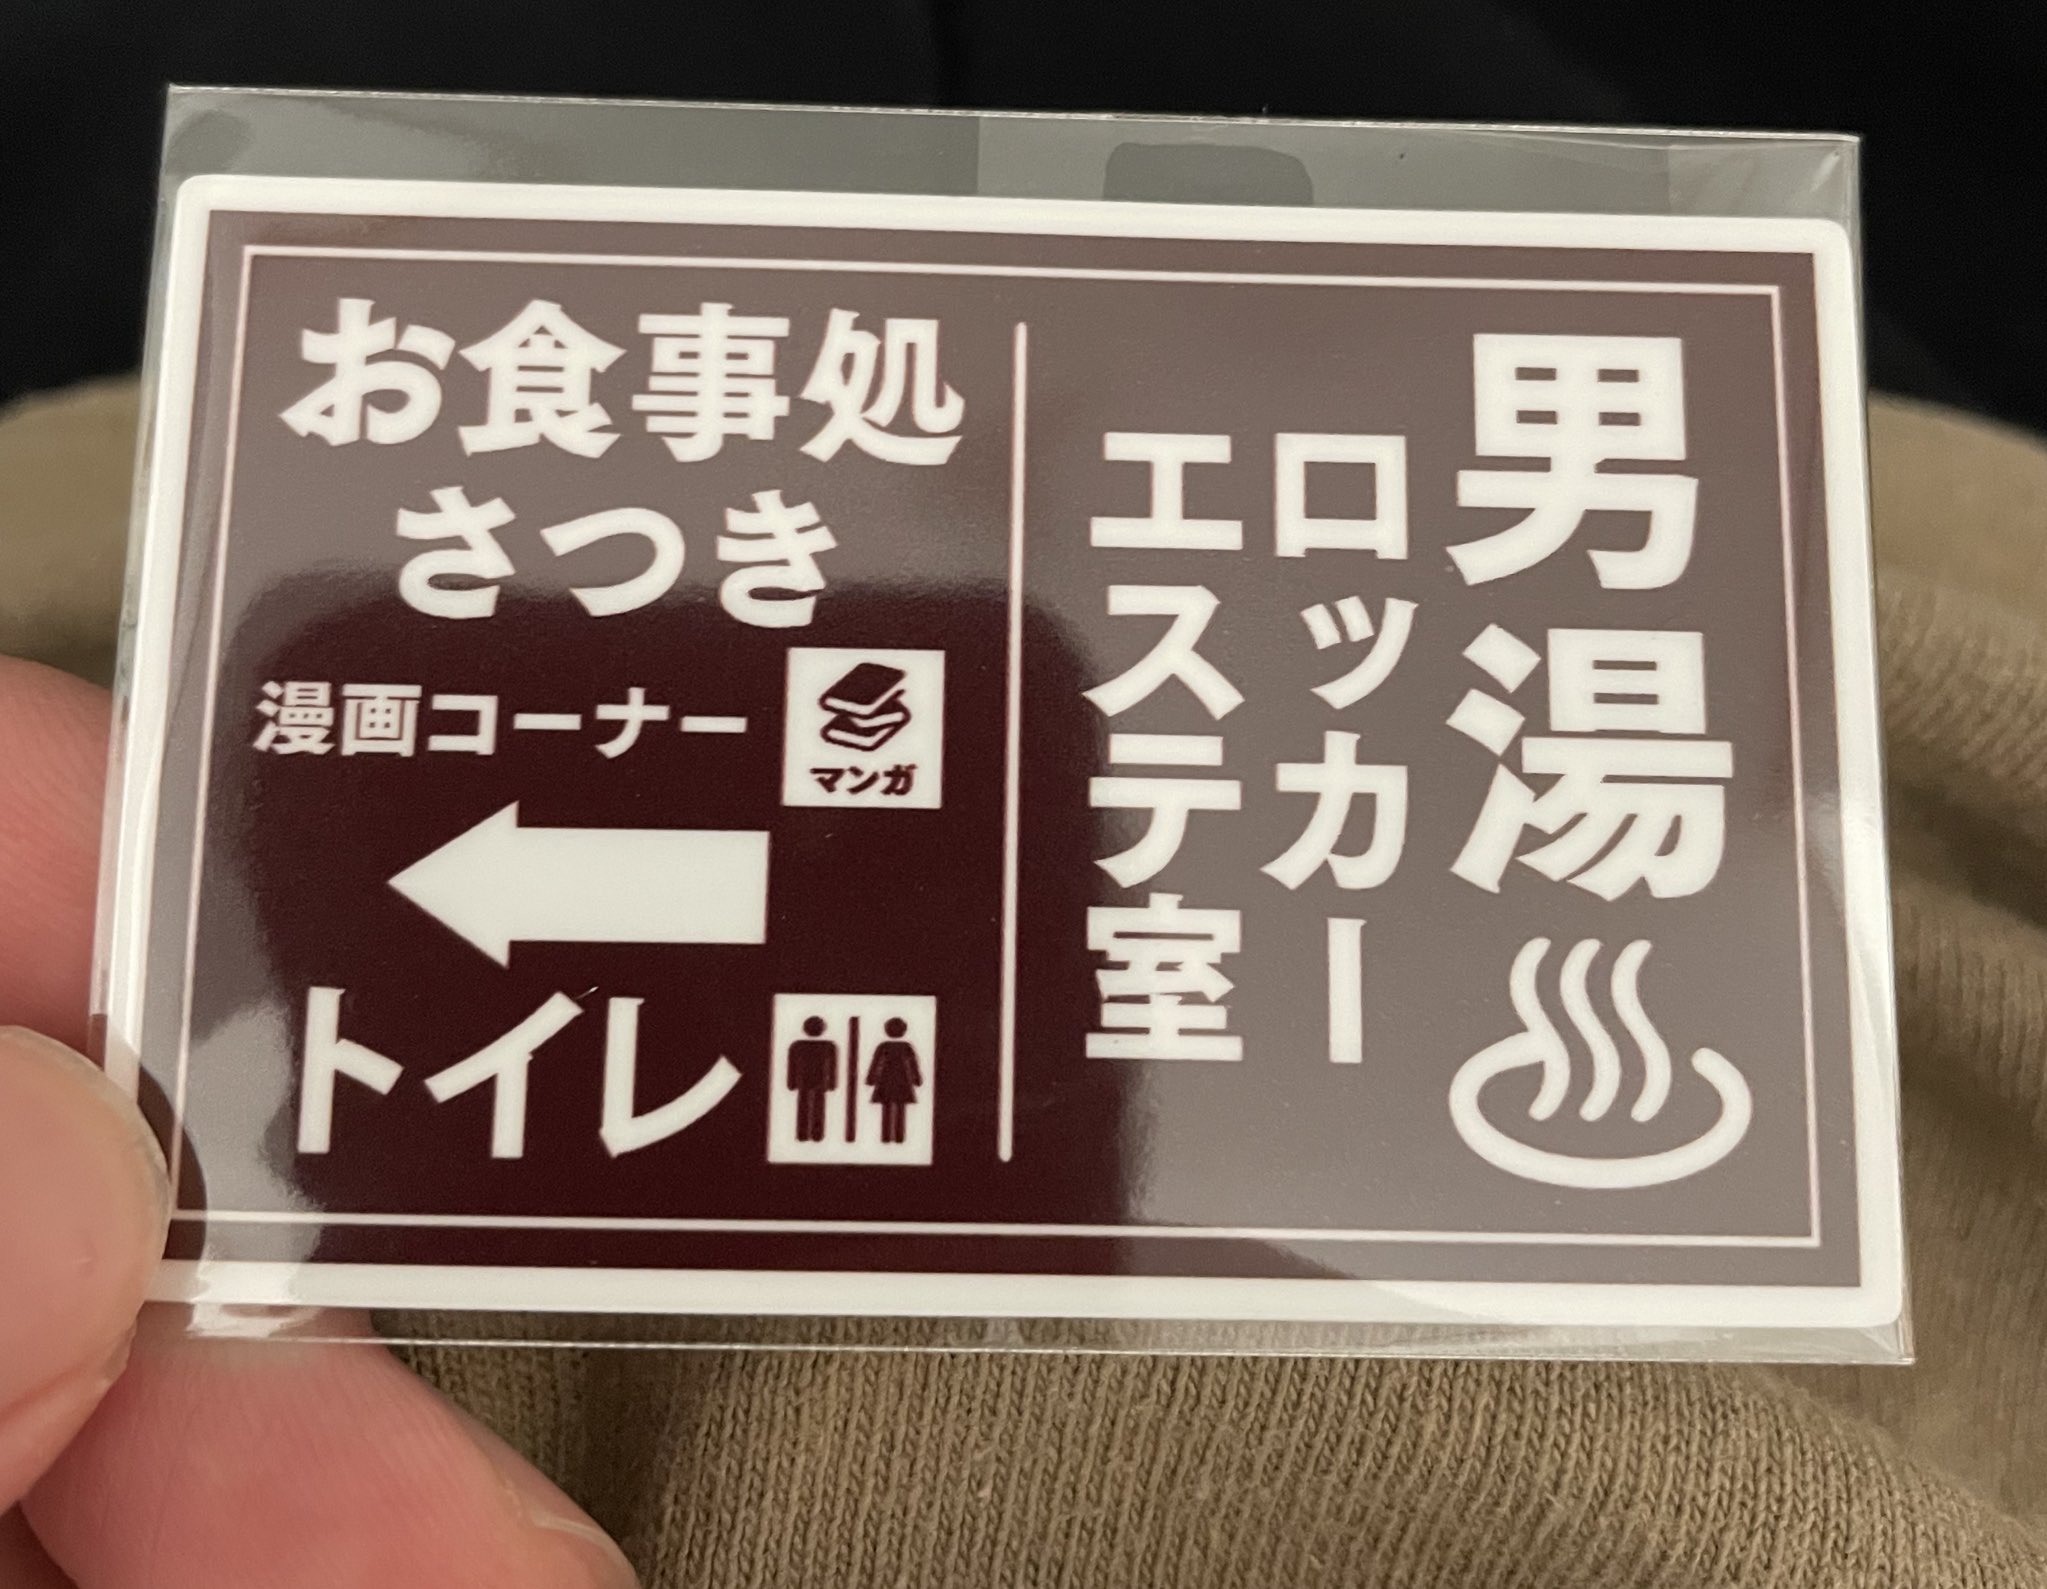 男湯
ロッカー
エステ室
お食事処
さつき
漫画コーナー
マンガ
トイレ